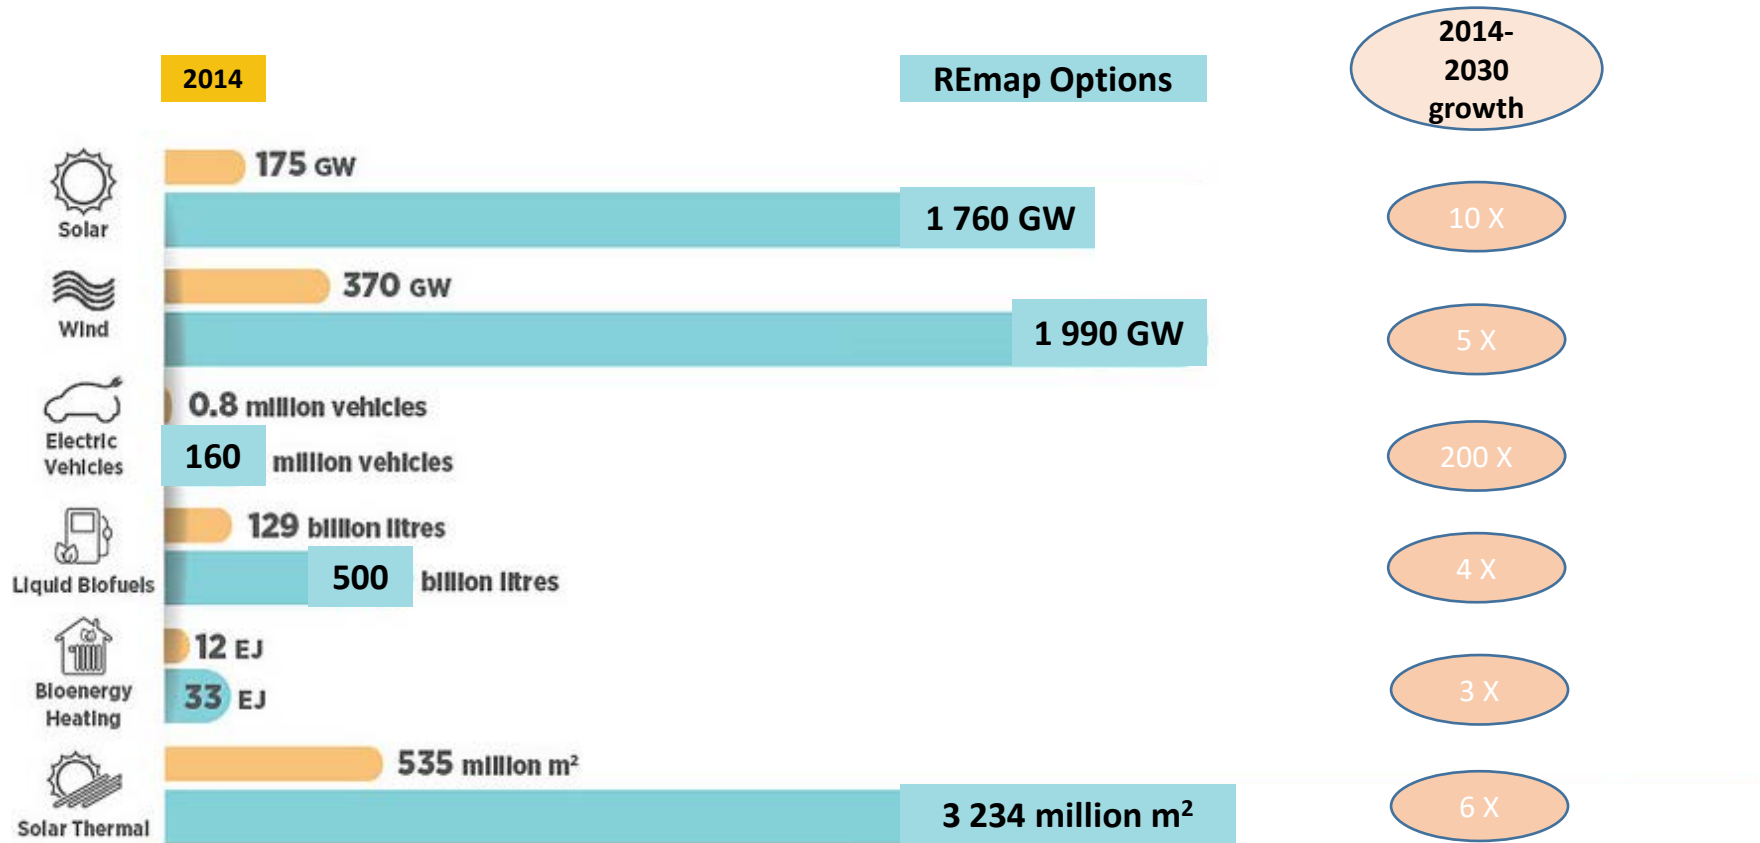 2014
REmap Options
2014-
2030
growth
175 GW
Solar
1 760 GW
10 X
370 GW
Wind
1 990 GW
5 X
0.8 million vehicles
Electric
Vehicles
160 million vehicles
200 X
129 billion litres
Liquid Biofuels
500 billion litres
4 X
12 EJ
Bioenergy
Heating
33 EJ
3 X
535 million m²
Solar Thermal
3 234 million m²
6 X